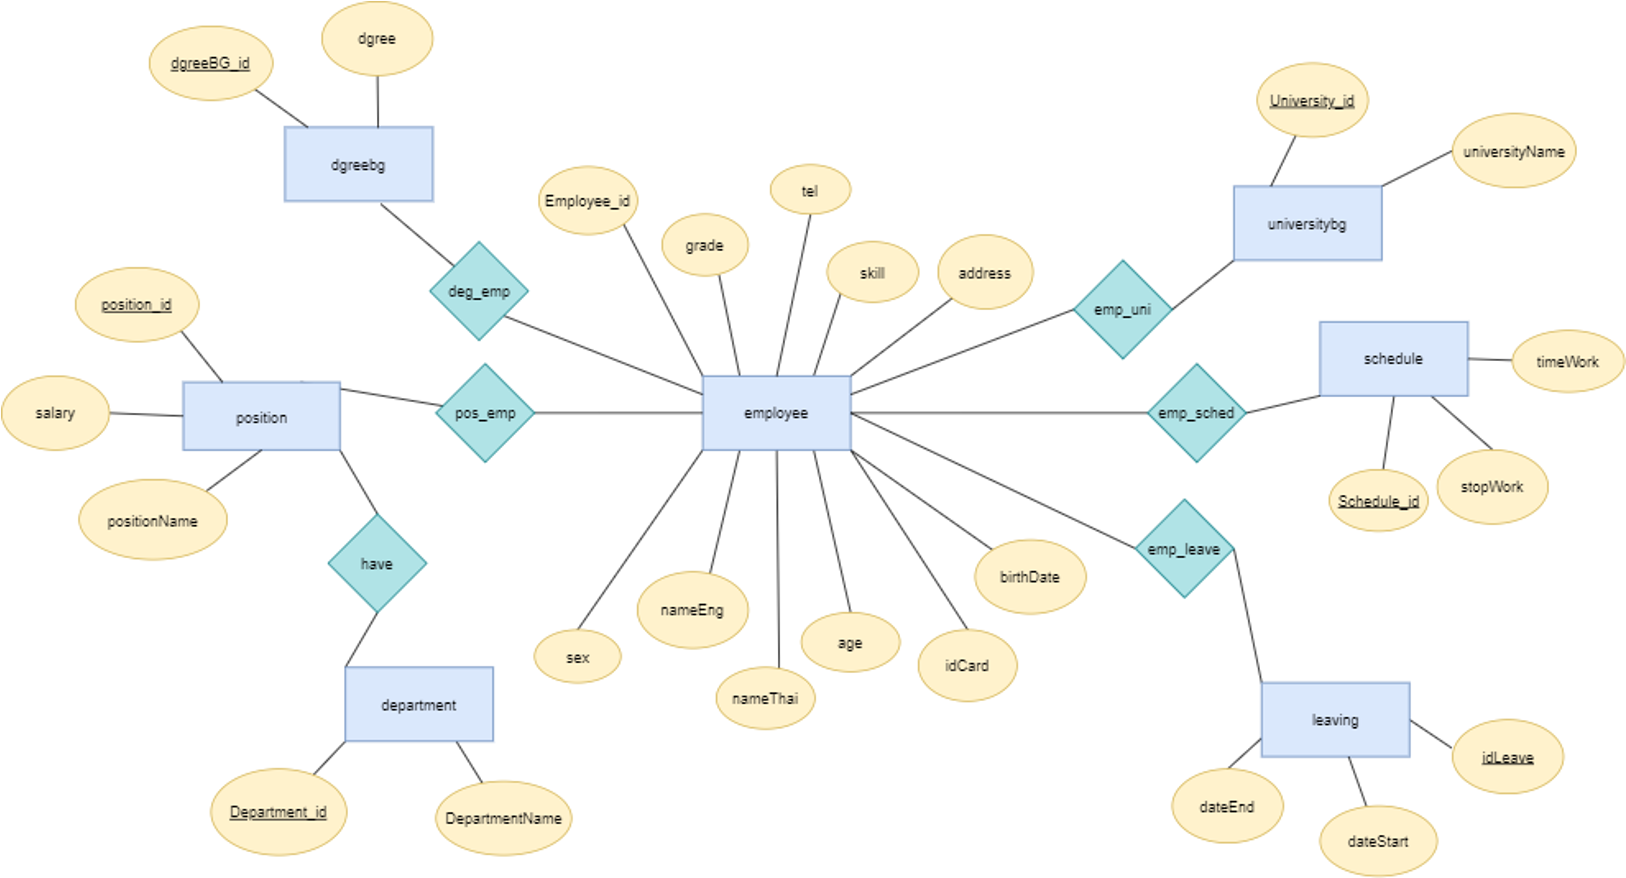 dgree
dgreeBG_id
University_id
universityName
dgreebg
tel
Employee_id
universitybg
grade
skill
address
deg_emp
position_id
emp_uni
schedule
timeWork
salary
position
pos_emp
employee
emp_sched
stopWork
Schedule_id
positionName
emp_leave
have
birthDate
nameEng
age
sex
idCard
nameThai
department
leaving
idLeave
dateEnd
Department_id
DepartmentName
dateStart